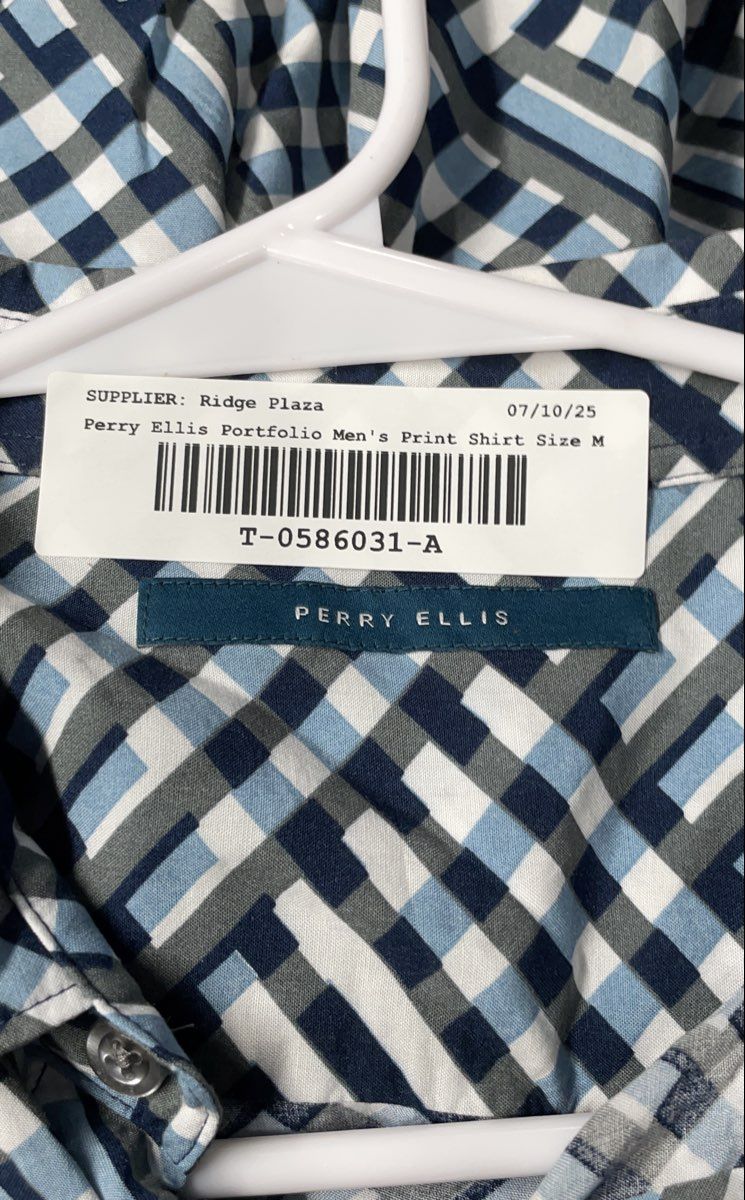 SUPPLIER: Ridge Plaza 07/10/25
Perry Ellis Portfolio Men's Print Shirt Size M
T-0586031-A
PERRY ELLIS